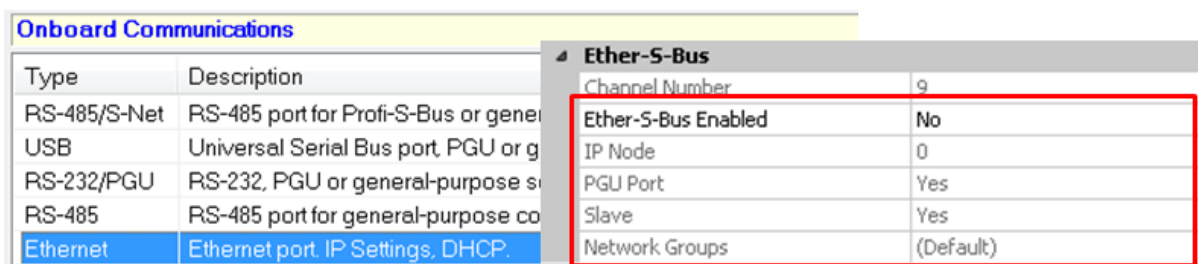 Onboard Communications
Type Description
RS-485/S-Net RS-485 port for Profi-S-Bus or gener
USB Universal Serial Bus port, PGU or g
RS-232/PGU RS-232, PGU or general-purpose s
RS-485 RS-485 port for general-purpose co
Ethernet Ethernet port. IP Settings, DHCP.
Ether-S-Bus
Channel Number 9
Ether-S-Bus Enabled No
IP Node 0
PGU Port Yes
Slave Yes
Network Groups (Default)